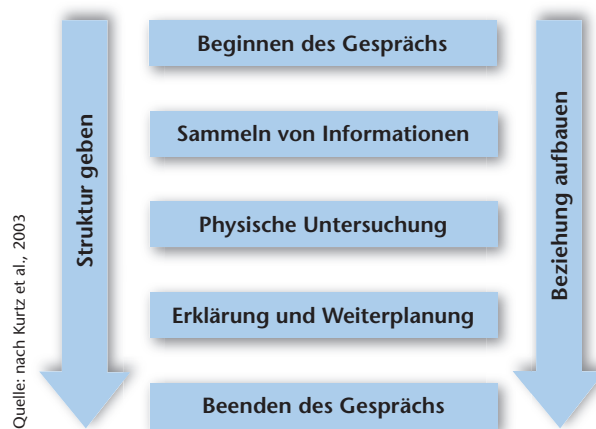 Beginnen des Gesprächs
Sammeln von Informationen
Physische Untersuchung
Erklärung und Weiterplanung
Beenden des Gesprächs
Struktur geben
Beziehung aufbauen
Quelle: nach Kurtz et al., 2003